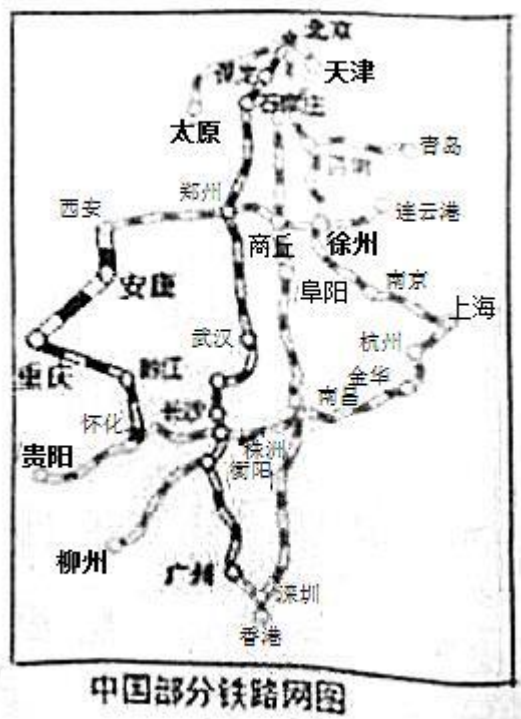 北京
天津
石家庄
太原
青岛
郑州
西安
连云港
徐州
商丘
安康
阜阳
南京
上海
武汉
杭州
重庆
黔江
金华
长沙
南昌
怀化
株洲
贵阳
衡阳
柳州
广州
深圳
香港
中国部分铁路网图